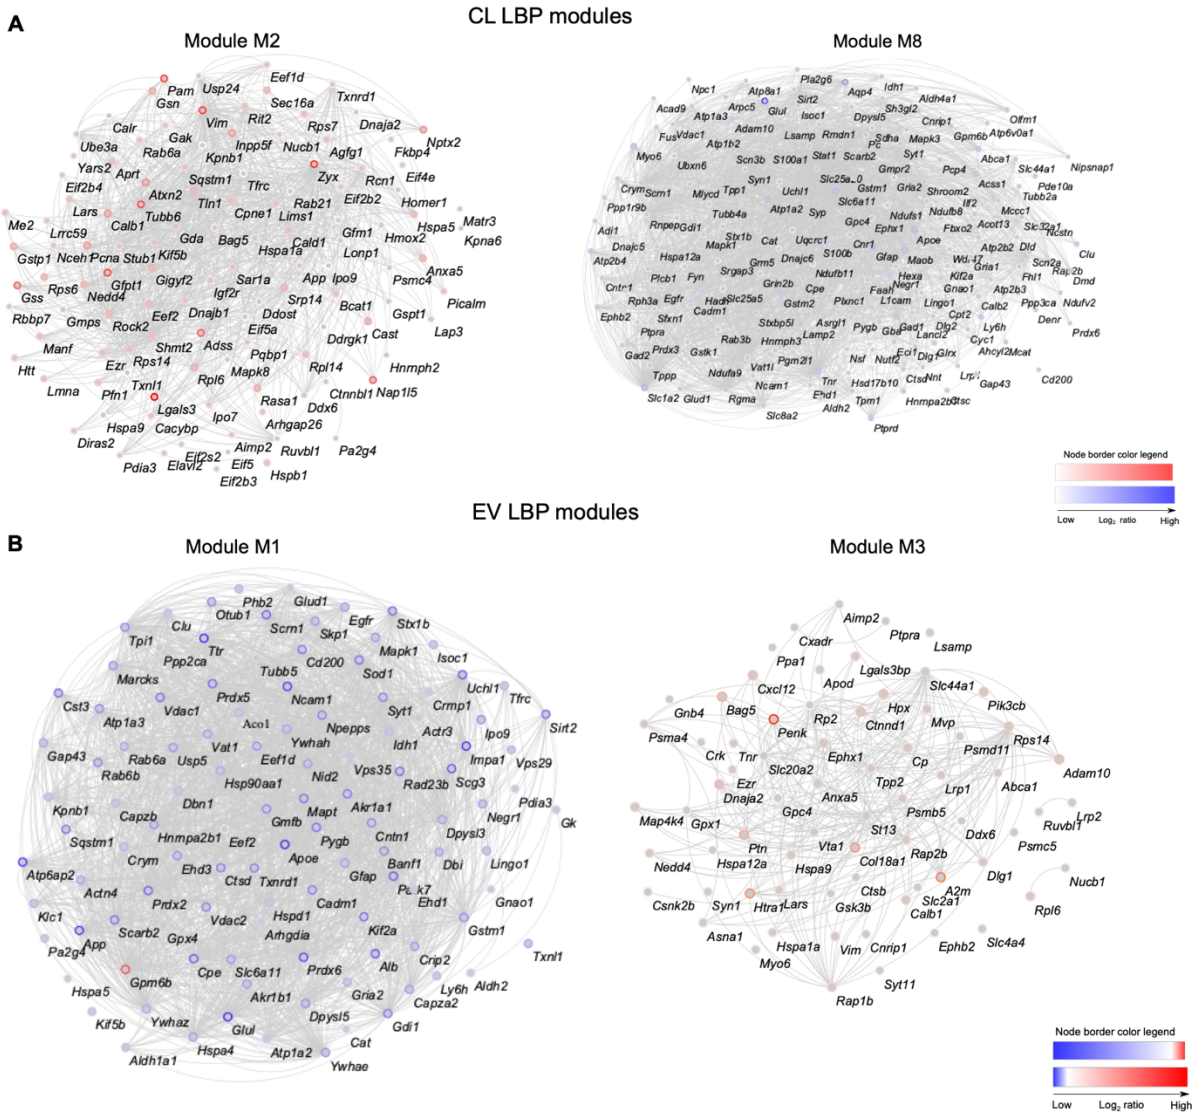 CL LBP modules
A
Module M2
Module M8
Pam
Usp24
Eef1d
Gsn
Sec16a
Txnrd1
Calr
Vim
Rit2
Rps7
Dnaja2
Nptx2
Ube3a
Gak
Rab6a
Inpp5f
Nucb1
Agfg1
Fkbp4
Yars2
Aprt
Kpnb1
Zyx
Rcn1
Eif4e
Eif2b4
Sqstm1
Tfrc
Atxn2
Rab21
Eif2b2
Homer1
Lars
Tubb6
Tln1
Cpne1
Lims1
Hspa5
Matr3
Me2
Calb1
Gfm1
Hmox2
Kpna6
Lrrc59
Gda
Bag5
Cald1
Gstp1
Nceh1
Pcna
Stub1
Kif5b
Hspa1a
Lonp1
Anxa5
Gss
Rps6
Gfpt1
Gigyf2
Sar1a
App
Ipo9
Psmc4
Nedd4
Igf2r
Srp14
Picalm
Rbbp7
Gmps
Eef2
Dnajb1
Ddost
Bcat1
Gspt1
Rock2
Eif5a
Cast
Lap3
Manf
Shmt2
Adss
Ddrgk1
Htt
Ezr
Rps14
Pqbp1
Hnrnph2
Lmna
Txnl1
Rpl6
Mapk8
Rpl14
Pfn1
Ctnnbl1
Nap1l5
Lgals3
Rasa1
Hspa9
Ipo7
Ddx6
Cacybp
Arhgap26
Diras2
Aimp2
Ruvbl1
Pa2g4
Pdia3
Eif2s2
Elavl2
Eif5
Hspb1
Eif2b3
Npc1
Pla2g6
Idh1
Atp8a1
Aqp4
Acad9
Arpc5
Glul
Sirt2
Sh3gl2
Aldh4a1
Atp1a3
Isoc1
Dpysl5
Cnrip1
Olfm1
Fus
Vdac1
Adam10
Lsamp
Rmdn1
Sdha
Mapk3
Gpm6b
Atp6v0a1
Atp1b2
Pc
Myo6
Scn3b
S100a1
Stat1
Scarb2
Syt1
Abca1
Nipsnap1
Ubxn6
Gmpr2
Pcp4
Slc44a1
Crym
Scrn1
Mlycd
Tpp1
Syn1
Uchl1
Gstm1
Gria2
Shroom2
Acss1
Pde10a
Tubb2a
Ppp1r9b
Tubb4a
Atp1a2
Syp
Slc6a11
Ndufb8
Ilf2
Mccc1
Adi1
Rnpep
Gdi1
Gpc4
Ndufs1
Acot13
Slc32a1
Ncstn
Stx1b
Ephx1
Fbxo2
Dnajc5
Mapk1
Cat
Uqcrc1
Cnr1
Apoe
Atp2b2
Dld
Clu
Atp2b4
Hspa12a
Grm5
Dnajc6
S100b
Gfap
Maob
Scn2a
Rap2b
Plcb1
Fyn
Srgap3
Ndufb11
Hexa
Kif2a
Gria1
Fhl1
Dmd
Cntn1
Grin2b
Faah
Negr1
Gnao1
Atp2b3
Rph3a
Egfr
Hadh
Slc25a5
Cpe
Plxnc1
L1cam
Lingo1
Ppp3ca
Ndufv2
Ephb2
Sfxn1
Cadm1
Gstm2
Calb2
Cpt2
Denr
Ptpra
Stxbp5l
Asrgl1
Pygb
Gad1
Dlg2
Ly6h
Prdx6
Rab3b
Hnrnph3
Lamp2
Gba
Lancl2
Cyc1
Gad2
Prdx3
Gstk1
Vat1l
Pgm2l1
Nsf
Nutf2
Eci1
Dlg1
Glrx
Ahcyl2
Mcat
Tppp
Ndufa9
Tnr
Hsd17b10
Ctsd
Nnt
Gap43
Cd200
Ncam1
Ehd1
Tpm1
Hnrnpa2b1
Slc1a2
Glud1
Rgma
Aldh2
Slc8a2
Ptprd
Node border color legend
Low
Log2 ratio
High
EV LBP modules
B
Module M1
Module M3
Phb2
Glud1
Otub1
Egfr
Clu
Scrn1
Skp1
Stx1b
Tpi1
Ttr
Mapk1
Ppp2ca
Cd200
Isoc1
Marcks
Tubb5
Sod1
Uchl1
Prdx5
Ncam1
Crmp1
Tfrc
Cst3
Vdac1
Syt1
Atp1a3
Aco1
Npepps
Actr3
Ipo9
Sirt2
Vat1
Ywhah
Idh1
Gap43
Rab6a
Usp5
Eef1d
Impa1
Vps29
Rab6b
Nid2
Vps35
Rad23b
Scg3
Hsp90aa1
Pdia3
Kpnb1
Dbn1
Mapt
Akr1a1
Negr1
Gk
Capzb
Gmfb
Cntn1
Dpysl3
Sqstm1
Hnrnpa2b1
Eef2
Pygb
Crym
Apoe
Banf1
Dbi
Lingo1
Atp6ap2
Ehd3
Ctsd
Txnrd1
Gfap
Actn4
Ehd1
Gnao1
Klc1
Prdx2
Cadm1
Vdac2
Hspd1
Gstm1
App
Scarb2
Kif2a
Pa2g4
Gpx4
Arhgdia
Txnl1
Cpe
Slc6a11
Prdx6
Alb
Crip2
Hspa5
Gpm6b
Ly6h
Aldh2
Akr1b1
Gria2
Capza2
Kif5b
Ywhaz
Dpysl5
Gdi1
Glul
Cat
Aldh1a1
Hspa4
Atp1a2
Ywhae
Aimp2
Cxadr
Ptpra
Lsamp
Ppa1
Lgals3bp
Cxcl12
Apod
Slc44a1
Gnb4
Bag5
Hpx
Pik3cb
Penk
Rp2
Ctnnd1
Mvp
Psma4
Rps14
Crk
Tnr
Ephx1
Cp
Psmd11
Slc20a2
Adam10
Ezr
Tpp2
Lrp1
Abca1
Dnaja2
Anxa5
Map4k4
Gpx1
Gpc4
Psmb5
Lrp2
St13
Ddx6
Ruvbl1
Ptn
Vta1
Psmc5
Nedd4
Hspa12a
Col18a1
Rap2b
Hspa9
Dlg1
Nucb1
Ctsb
A2m
Csnk2b
Syn1
Htra1
Lars
Slc2a1
Rpl6
Gsk3b
Calb1
Asna1
Hspa1a
Vim
Cnrip1
Ephb2
Slc4a4
Myo6
Syt11
Rap1b
Node border color legend
Low
Log2 ratio
High